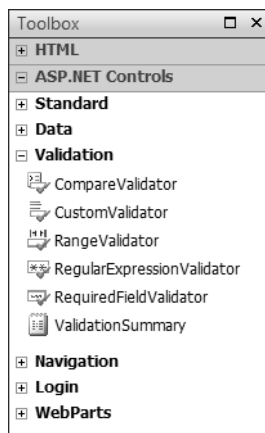 Toolbox
HTML
ASP.NET Controls
Standard
Data
Validation
CompareValidator
CustomValidator
RangeValidator
RegularExpressionValidator
RequiredFieldValidator
ValidationSummary
Navigation
Login
WebParts